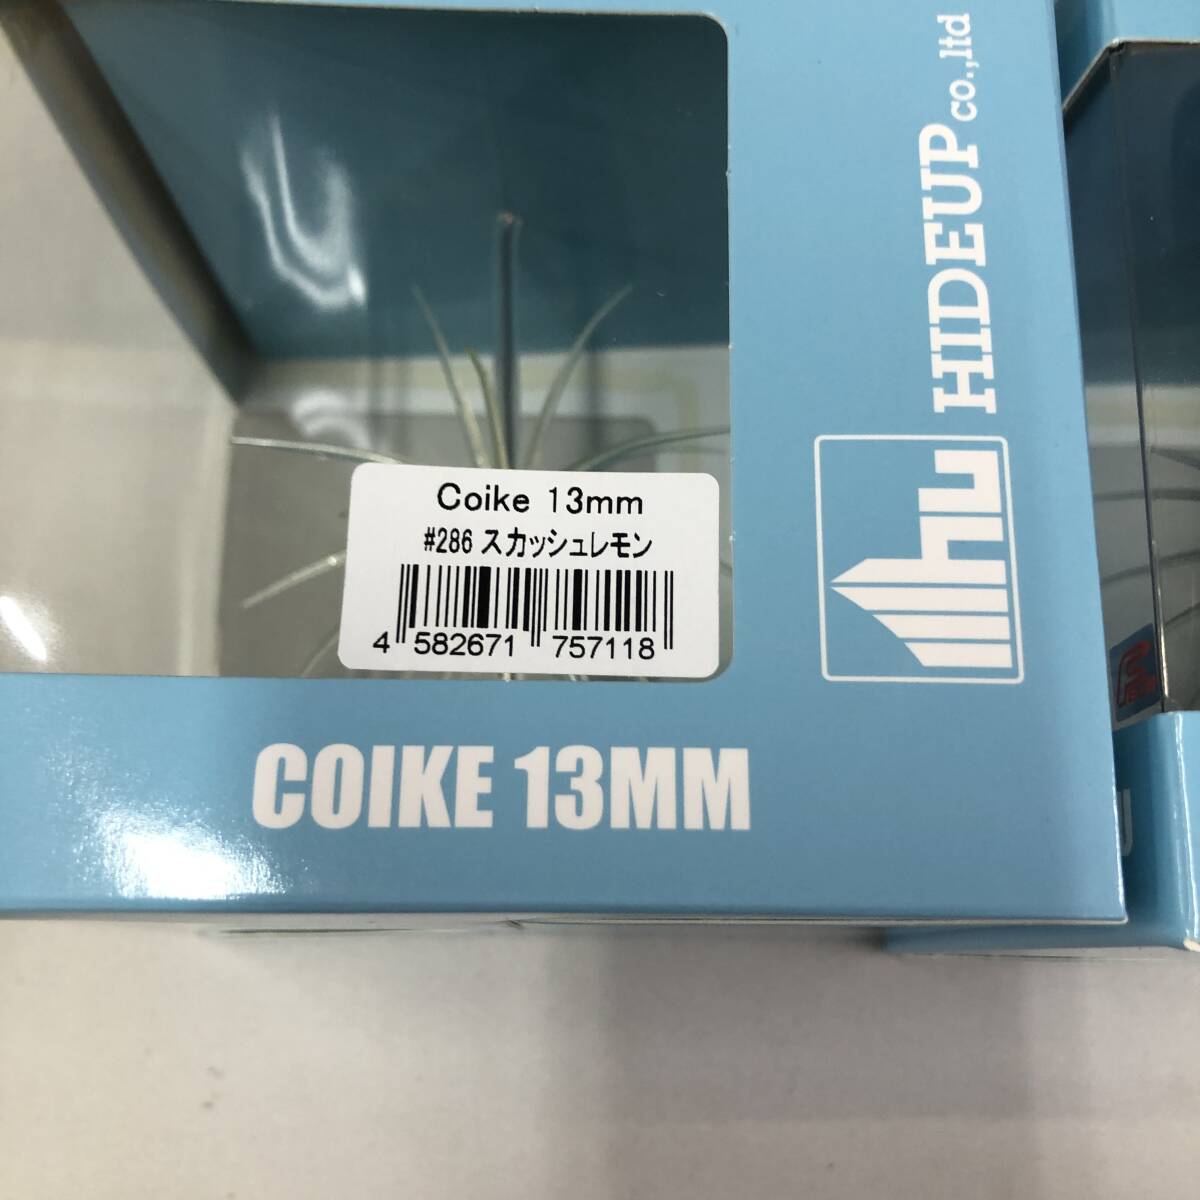 Coike 13mm
#286 スカッシュレモン
4 582671 757118
COIKE 13MM
hu
HIDEUP co.,ltd
U